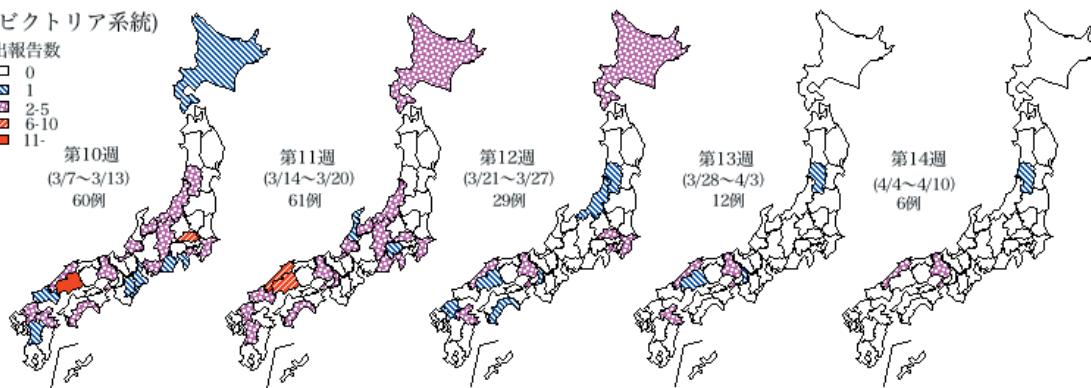 ビクトリア系統)
出報告数
0
1
2-5
6-10
11-
第10週
(3/7～3/13)
60例
第11週
(3/14～3/20)
61例
第12週
(3/21～3/27)
29例
第13週
(3/28～4/3)
12例
第14週
(4/4～4/10)
6例